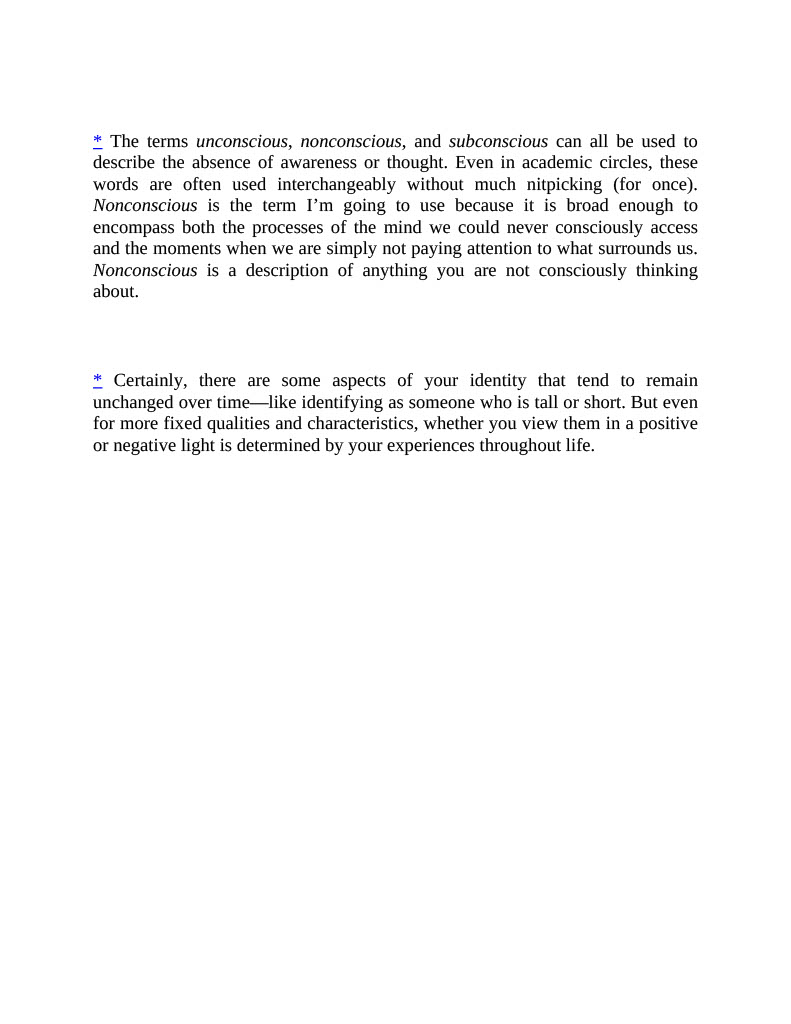 * The terms unconscious, nonconscious, and subconscious can all be used to
describe the absence of awareness or thought. Even in academic circles, these
words are often used interchangeably without much nitpicking (for once).
Nonconscious is the term I’m going to use because it is broad enough to
encompass both the processes of the mind we could never consciously access
and the moments when we are simply not paying attention to what surrounds us.
Nonconscious is a description of anything you are not consciously thinking
about.
* Certainly, there are some aspects of your identity that tend to remain
unchanged over time—like identifying as someone who is tall or short. But even
for more fixed qualities and characteristics, whether you view them in a positive
or negative light is determined by your experiences throughout life.